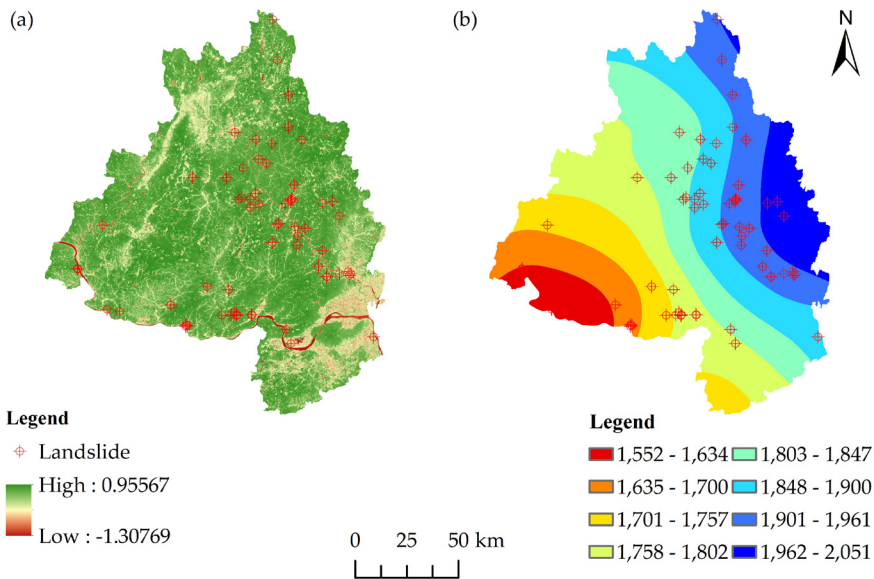 (a)
(b)
N
Legend
Landslide
High : 0.95567
Low : -1.30769
0 25 50 km
Legend
1,552 - 1,634
1,635 - 1,700
1,701 - 1,757
1,758 - 1,802
1,803 - 1,847
1,848 - 1,900
1,901 - 1,961
1,962 - 2,051